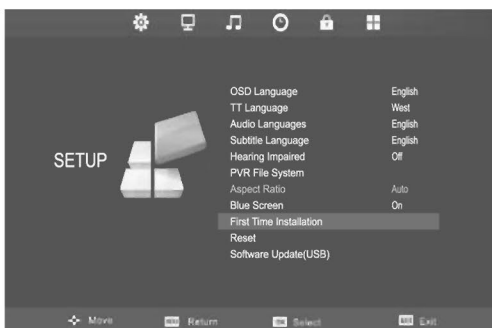 OSD Language English
TT Language West
Audio Languages English
Subtitle Language English
SETUP
Hearing Impaired Off
PVR File System
Aspect Ratio Auto
Blue Screen On
First Time Installation
Reset
Software Update(USB)
Move Return Select Exit